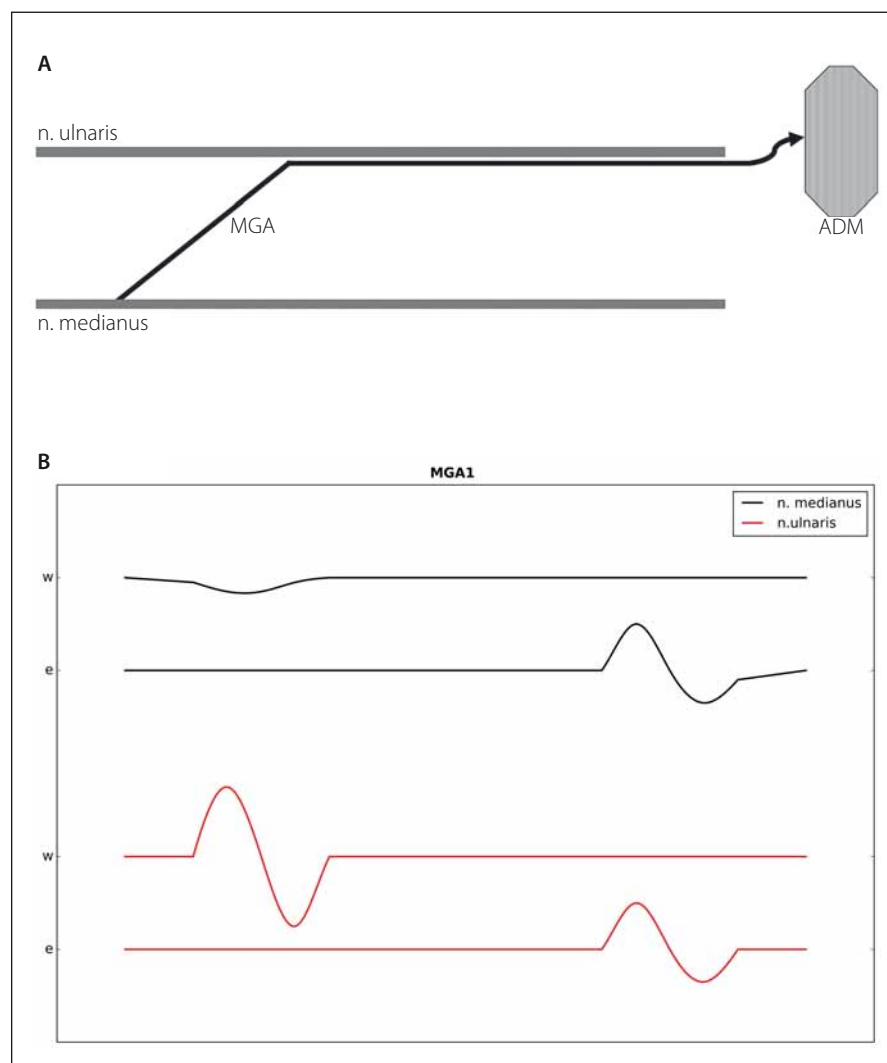 A
n. ulnaris
MGA
ADM
n. medianus
B
MGA1
n. medianus
n.ulnaris
w
e
w
e